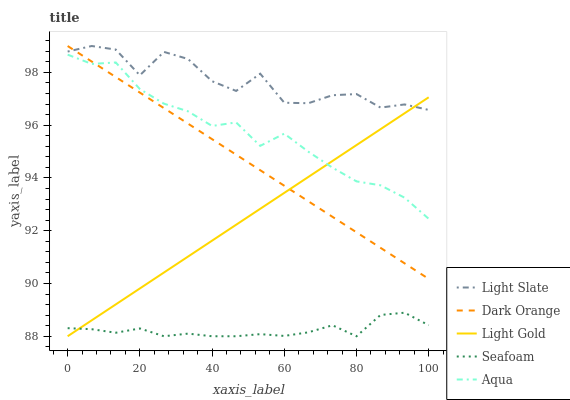 title
yaxis_label
98
96
94
92
90
88
0
20
40
60
80
100
xaxis_label
Light Slate
Dark Orange
Light Gold
Seafoam
Aqua